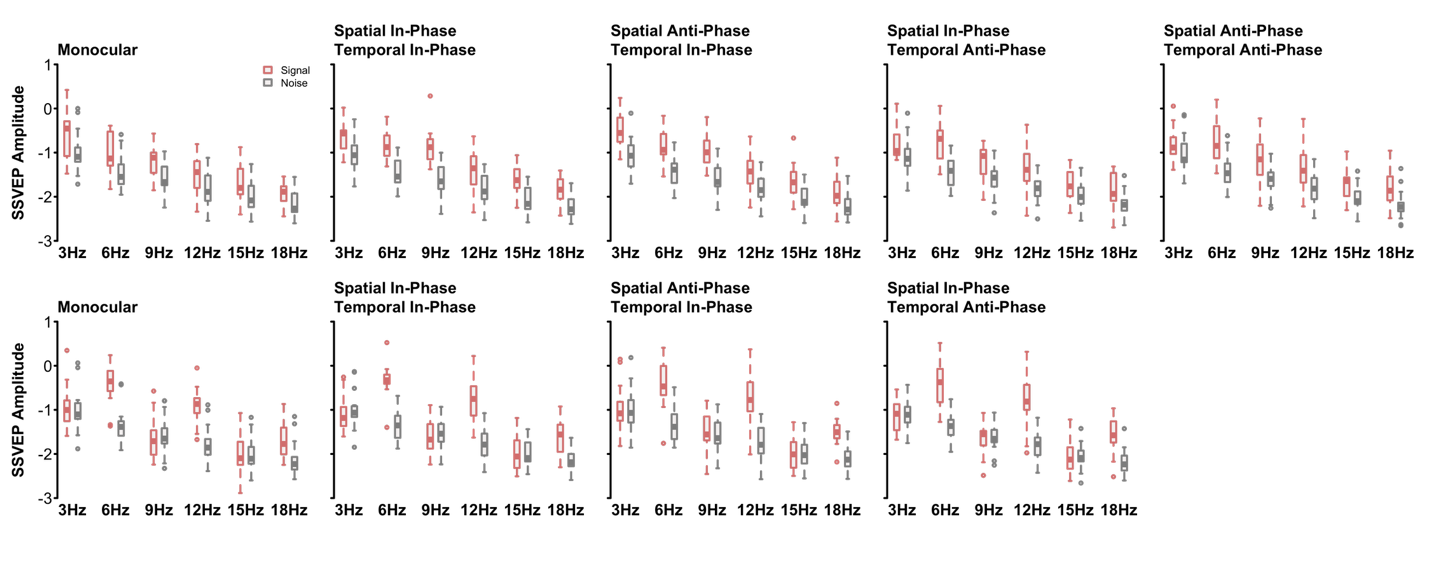 Spatial In-Phase
Spatial Anti-Phase
Spatial In-Phase
Spatial Anti-Phase
Monocular
Temporal In-Phase
Temporal In-Phase
Temporal Anti-Phase
Temporal Anti-Phase
SSVEP Amplitude
1
0
-1
-2
-3
Signal
Noise
3Hz 6Hz 9Hz 12Hz 15Hz 18Hz
3Hz 6Hz 9Hz 12Hz 15Hz 18Hz
3Hz 6Hz 9Hz 12Hz 15Hz 18Hz
3Hz 6Hz 9Hz 12Hz 15Hz 18Hz
3Hz 6Hz 9Hz 12Hz 15Hz 18Hz
Spatial In-Phase
Spatial Anti-Phase
Spatial In-Phase
Monocular
Temporal In-Phase
Temporal In-Phase
Temporal Anti-Phase
SSVEP Amplitude
1
0
-1
-2
-3
3Hz 6Hz 9Hz 12Hz 15Hz 18Hz
3Hz 6Hz 9Hz 12Hz 15Hz 18Hz
3Hz 6Hz 9Hz 12Hz 15Hz 18Hz
3Hz 6Hz 9Hz 12Hz 15Hz 18Hz